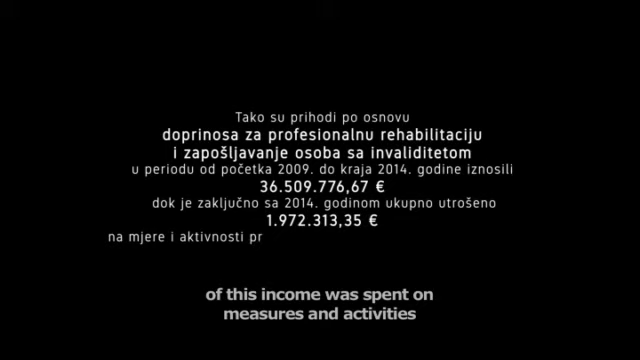 Tako su prihodi po osnovu
doprinosa za profesionalnu rehabilitaciju
i zapošljavanje osoba sa invaliditetom
u periodu od početka 2009. do kraja 2014. godine iznosili
36.509.776,67 €
dok je zaključno sa 2014. godinom ukupno utrošeno
1.972.313,35 €
na mjere i aktivnosti pr
of this income was spent on
measures and activities